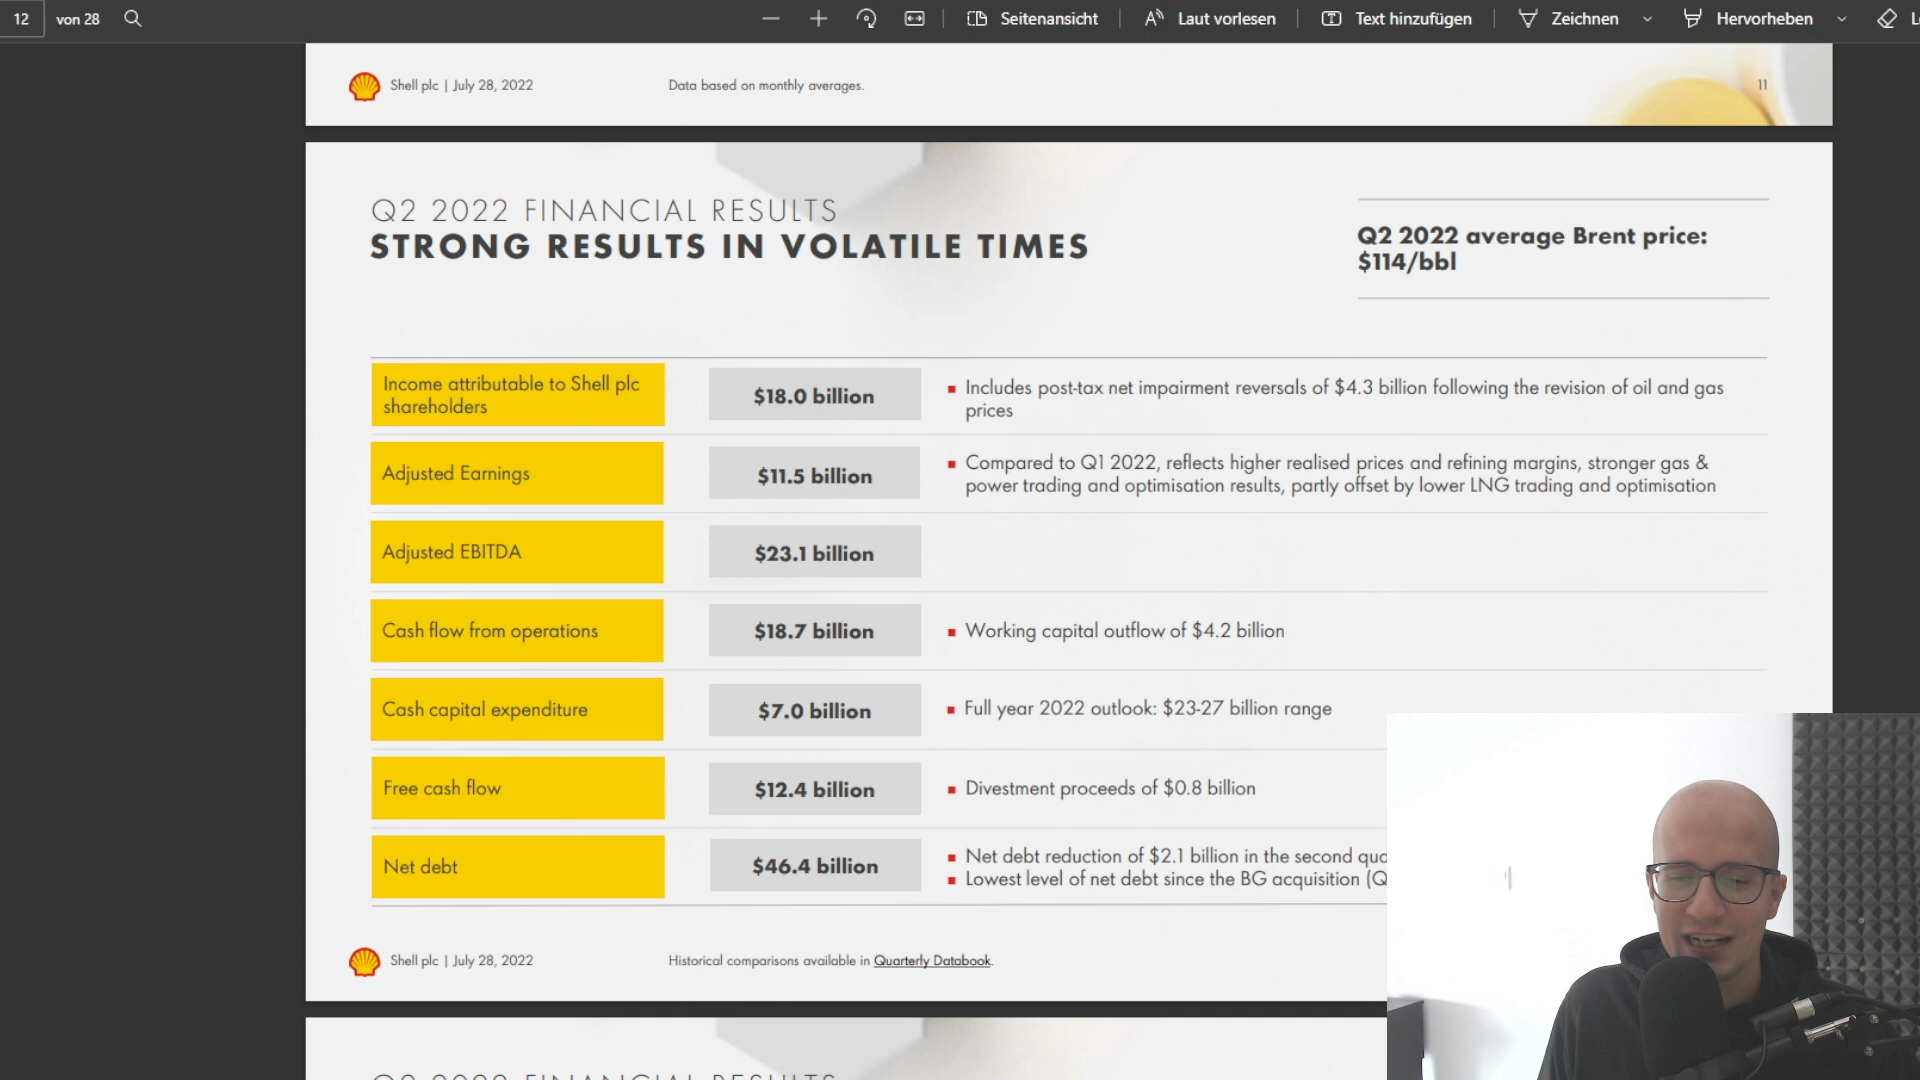 12 von 28 Seitenansicht Laut vorlesen Text hinzufügen Zeichnen Hervorheben
Shell plc | July 28, 2022 Data based on monthly averages. 11
Q2 2022 FINANCIAL RESULTS
STRONG RESULTS IN VOLATILE TIMES
Q2 2022 average Brent price:
$114/bbl
Income attributable to Shell plc
shareholders
$18.0 billion
Includes post-tax net impairment reversals of $4.3 billion following the revision of oil and gas
prices
Adjusted Earnings
$11.5 billion
Compared to Q1 2022, reflects higher realised prices and refining margins, stronger gas &
power trading and optimisation results, partly offset by lower LNG trading and optimisation
Adjusted EBITDA
$23.1 billion
Cash flow from operations
$18.7 billion
Working capital outflow of $4.2 billion
Cash capital expenditure
$7.0 billion
Full year 2022 outlook: $23-27 billion range
Free cash flow
$12.4 billion
Divestment proceeds of $0.8 billion
Net debt
$46.4 billion
Net debt reduction of $2.1 billion in the second
Lowest level of net debt since the BG acquisition
Shell plc | July 28, 2022 Historical comparisons available in Quarterly Databook.